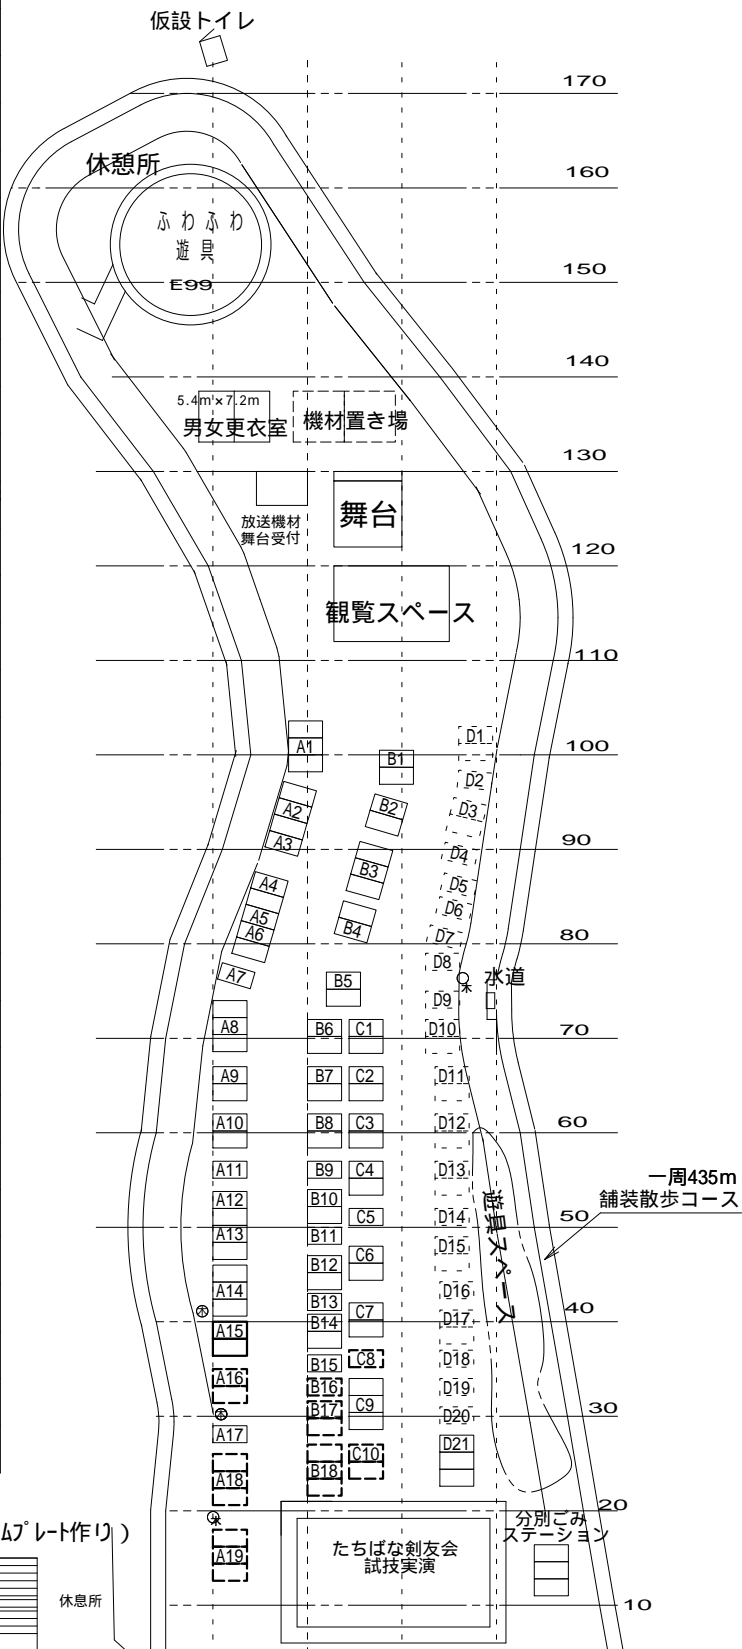 仮設トイレ
170
休憩所
160
ふわふわ
遊具
E99
150
140
5.4m×7.2m
男女更衣室
機材置き場
130
放送機材
舞台受付
舞台
120
観覧スペース
110
A1
B1
D1
100
D2
A2
B2
D3
A3
90
B3
D4
A4
D5
A5
D6
A6
B4
D7
80
A7
D8
水道
木
B5
D9
A8
B6
C1
D10
70
A9
B7
C2
D11
A10
B8
C3
D12
60
A11
B9
C4
D13
一周435m
舗装散歩コース
A12
B10
C5
D14
遊具スペース
50
A13
B11
D15
B12
C6
A14
B13
D16
木
B14
C7
D17
40
A15
B15
C8
D18
A16
B16
D19
木
B17
C9
D20
30
A17
D21
A18
B18
C10
20
木
ムプレート作り)
たちばな剣友会
試技実演
分別ごみ
ステーション
A19
休息所
10